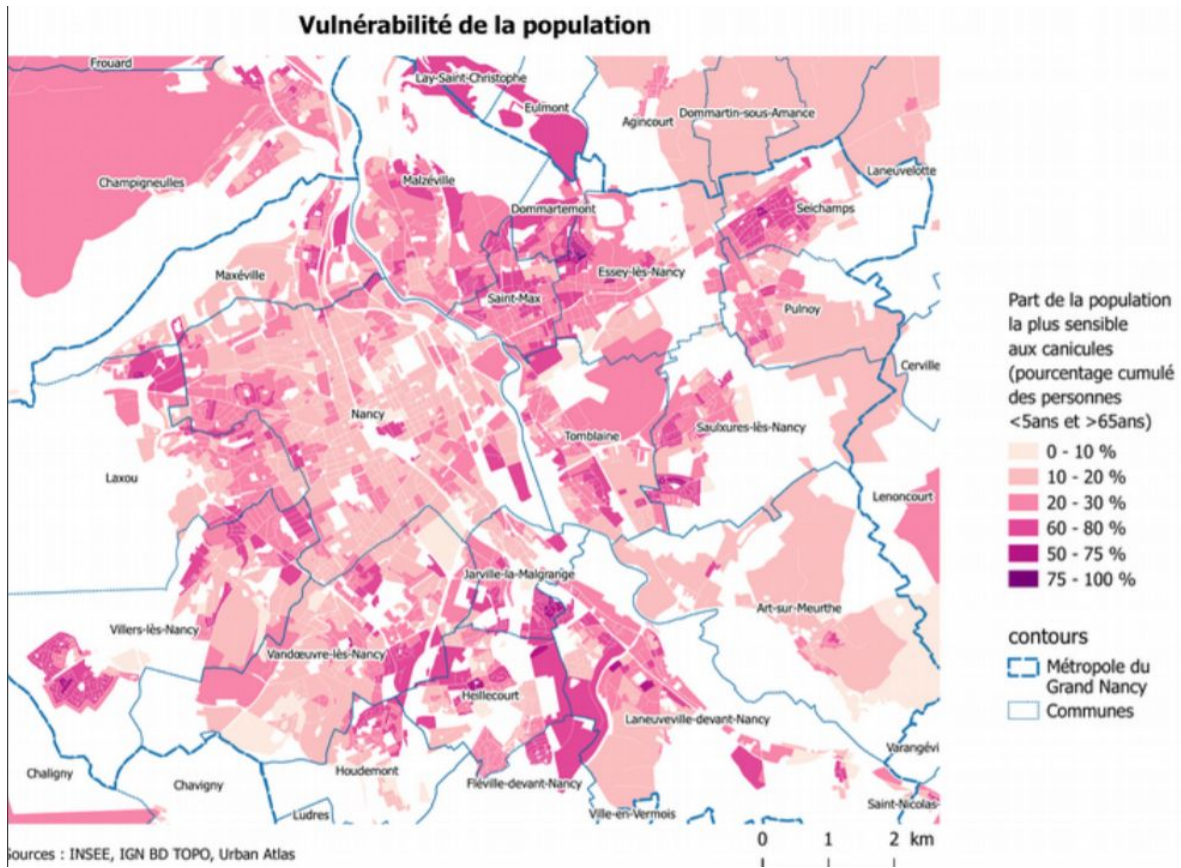 Vulnérabilité de la population
Frouard
Lay-Saint-Christophe
Eulmont
Agincourt
Dommartin-sous-Amance
Laneuvelotte
Champigneulles
Malzéville
Dommartemont
Seichamps
Maxéville
Essey-lès-Nancy
Saint-Max
Pulnoy
Cerville
Nancy
Tomblaine
Saulxures-lès-Nancy
Laxou
Lenoncourt
Jarville-la-Malgrange
Art-sur-Meurthe
Villers-lès-Nancy
Vandœuvre-lès-Nancy
Heillecourt
Laneuveville-devant-Nancy
Varangévi
Chaligny
Chavigny
Houdemont
Fléville-devant-Nancy
Saint-Nicolas-
Ludres
Ville-en-Vermois
Part de la population
la plus sensible
aux canicules
(pourcentage cumulé
des personnes
<5ans et >65ans)
0 - 10 %
10 - 20 %
20 - 30 %
60 - 80 %
50 - 75 %
75 - 100 %
contours
Métropole du
Grand Nancy
Communes
0 1 2 km
Sources : INSEE, IGN BD TOPO, Urban Atlas